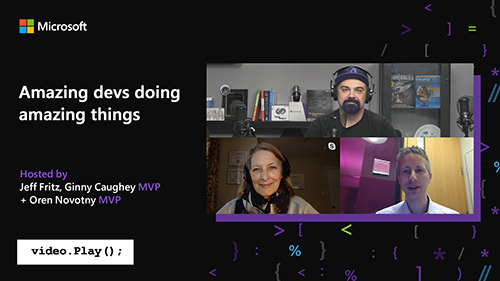 Microsoft
Amazing devs doing
amazing things
Hosted by
Jeff Fritz, Ginny Caughey MVP
+ Oren Novotny MVP
video.Play();